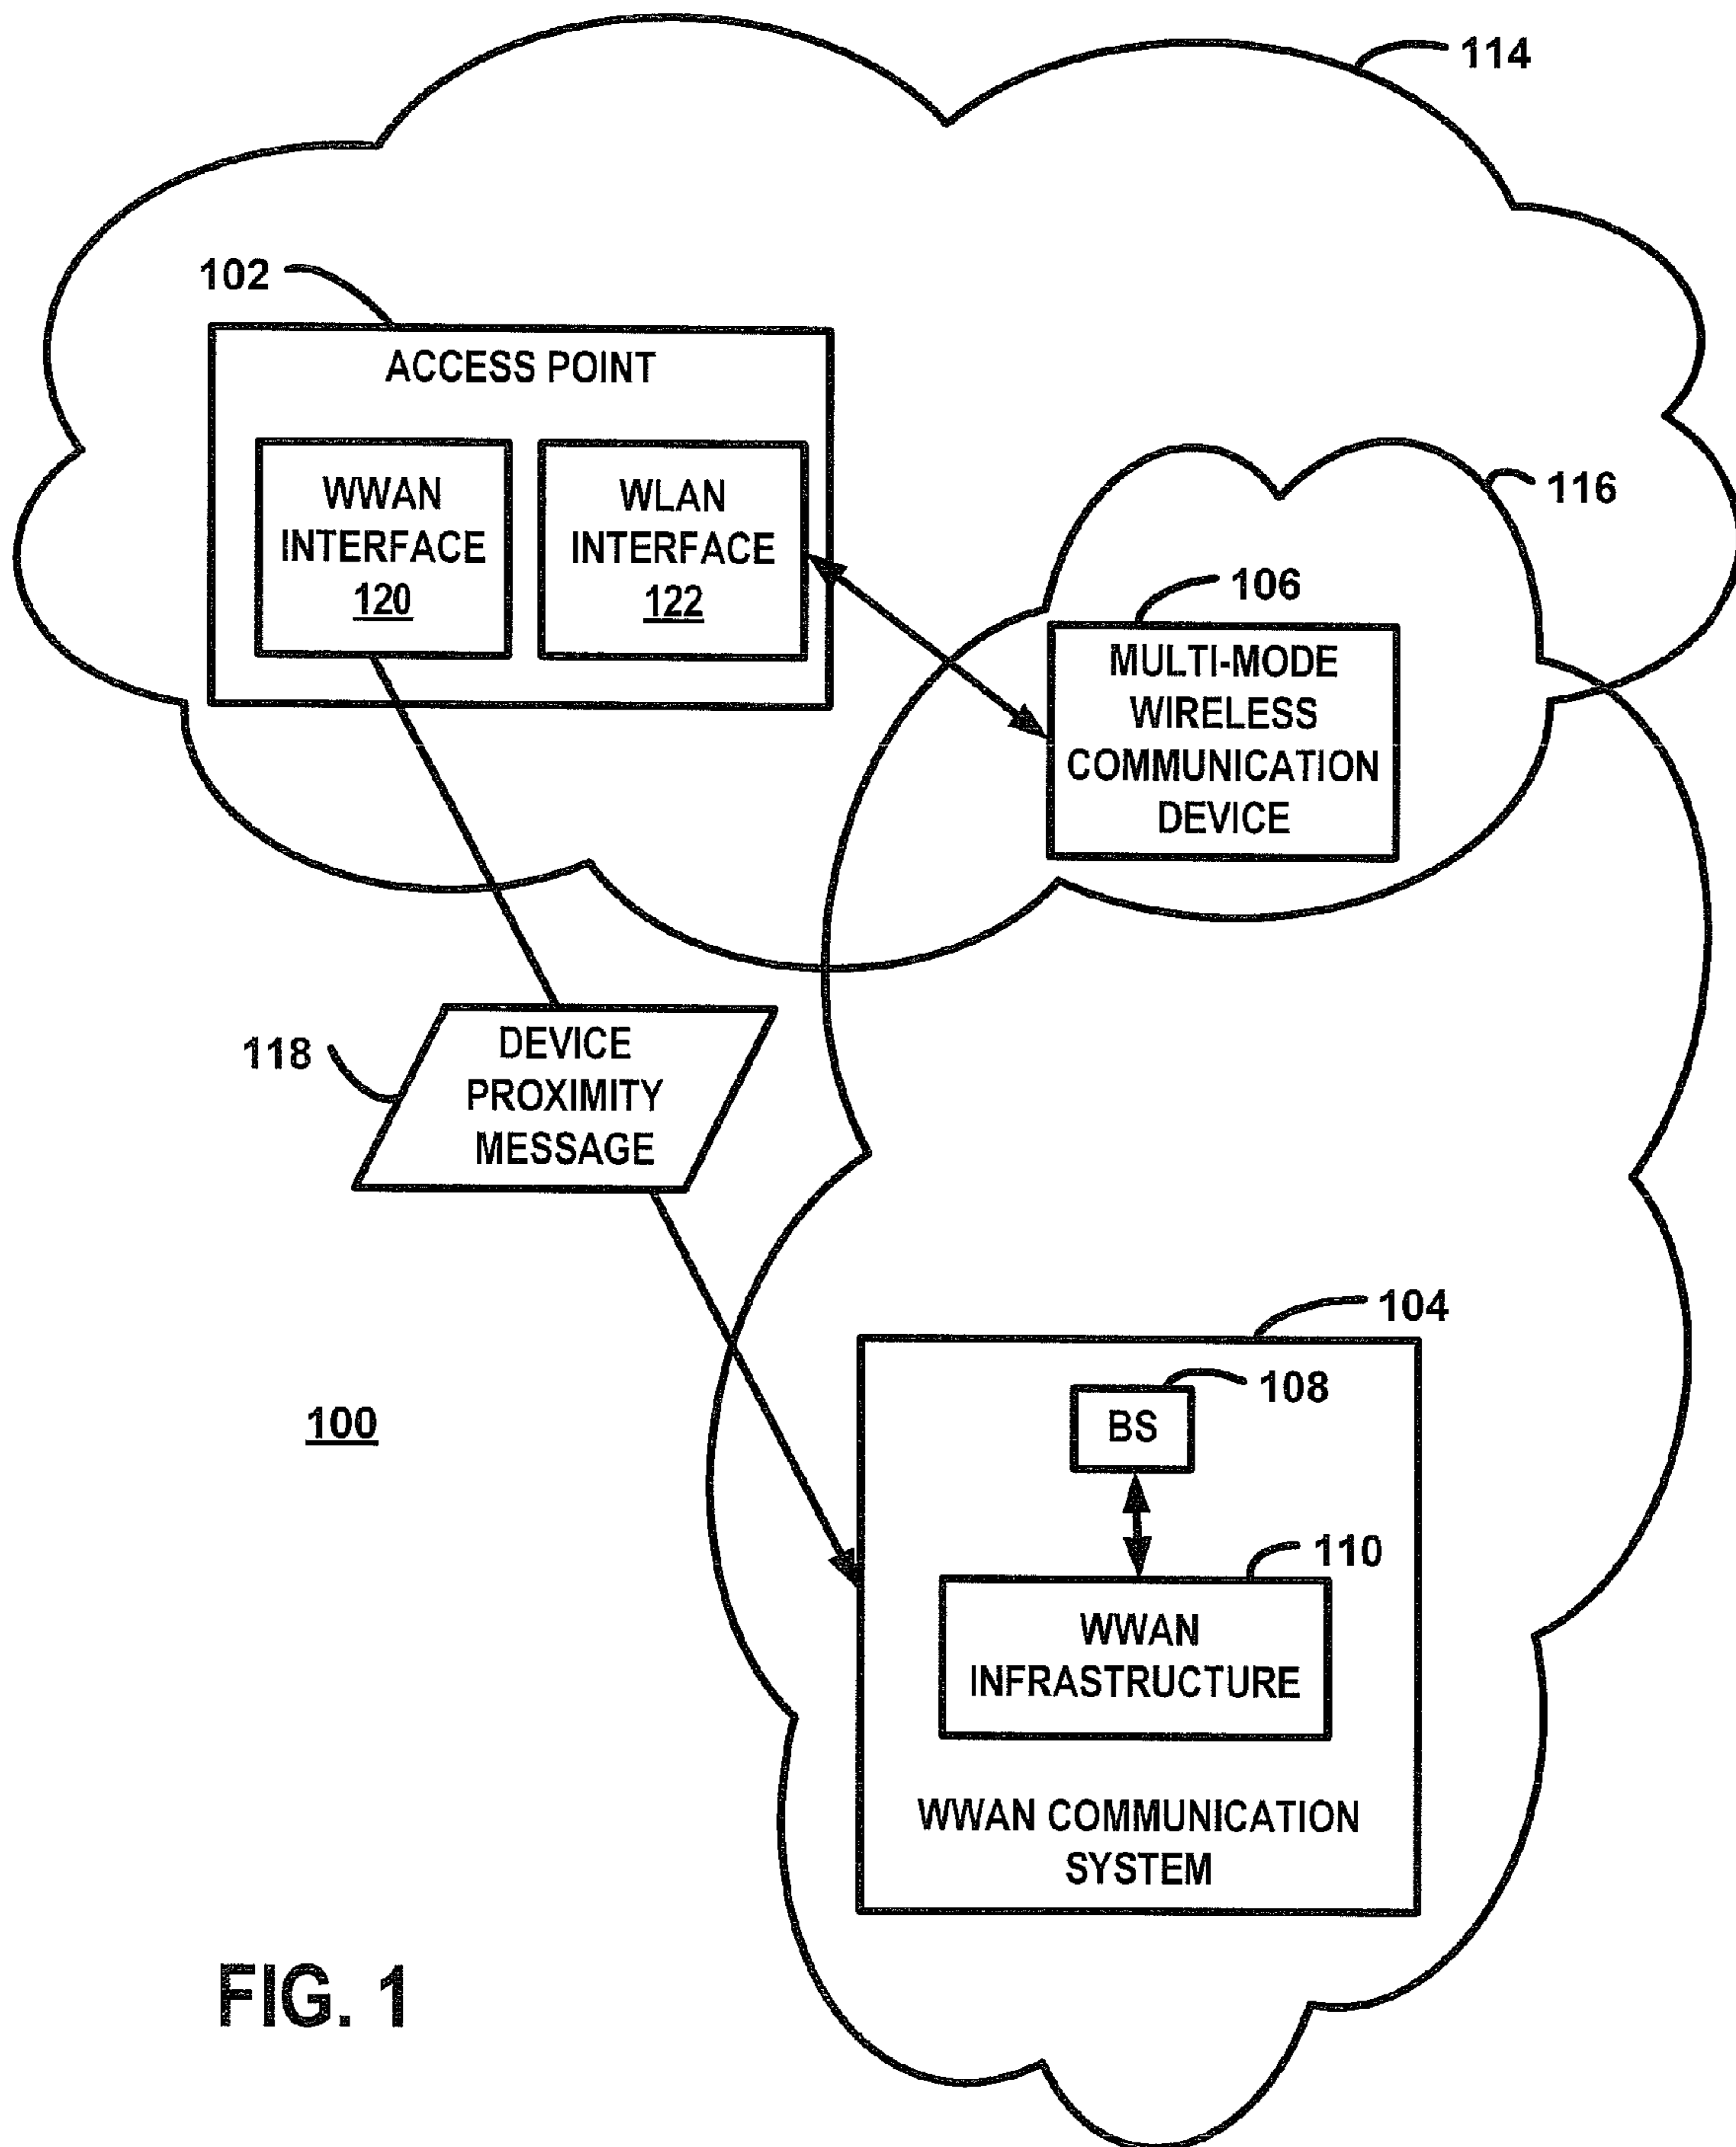 114
102
ACCESS POINT
WWAN
INTERFACE
120
WLAN
INTERFACE
122
116
106
MULTI-MODE
WIRELESS
COMMUNICATION
DEVICE
118
DEVICE
PROXIMITY
MESSAGE
104
108
BS
100
110
WWAN
INFRASTRUCTURE
WWAN COMMUNICATION
SYSTEM
FIG. 1